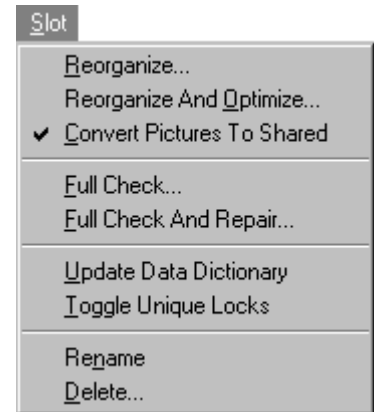 Slot
Reorganize...
Reorganize And Optimize...
Convert Pictures To Shared
Full Check...
Full Check And Repair...
Update Data Dictionary
Toggle Unique Locks
Rename
Delete...